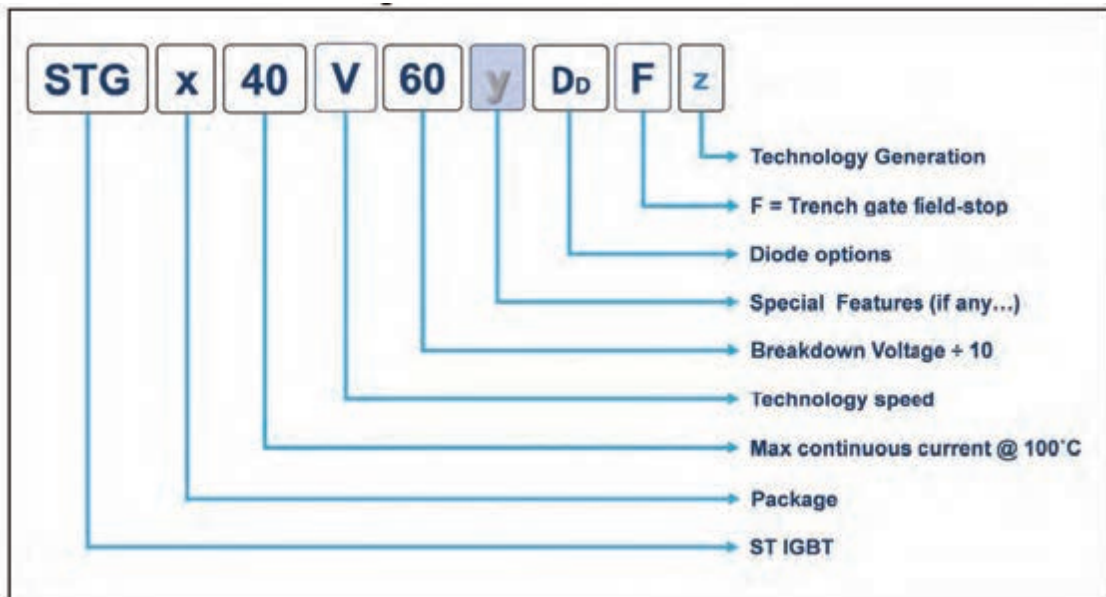 STG x 40 V 60 y DD F z
Technology Generation
F = Trench gate field-stop
Diode options
Special Features (if any...)
Breakdown Voltage ÷ 10
Technology speed
Max continuous current @ 100°C
Package
ST IGBT